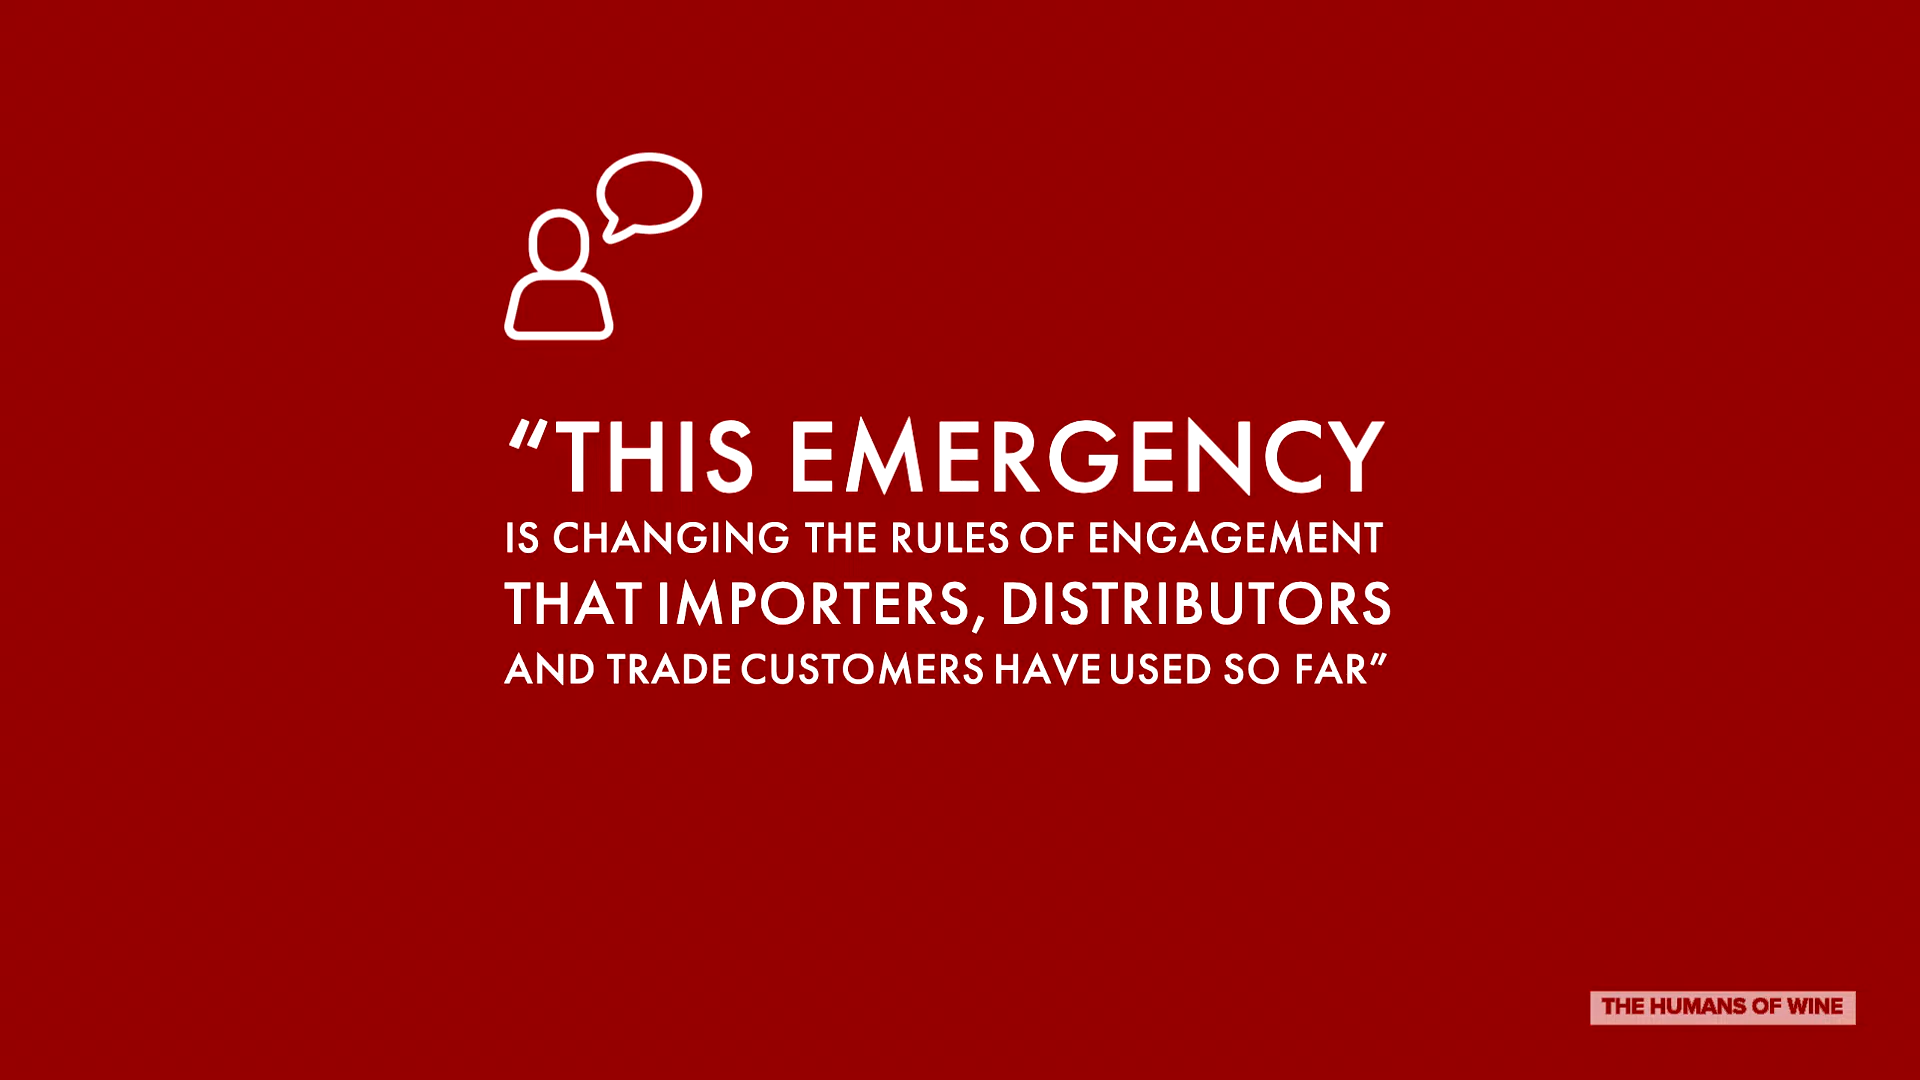 “THIS EMERGENCY
IS CHANGING THE RULES OF ENGAGEMENT
THAT IMPORTERS, DISTRIBUTORS
AND TRADE CUSTOMERS HAVE USED SO FAR”
THE HUMANS OF WINE